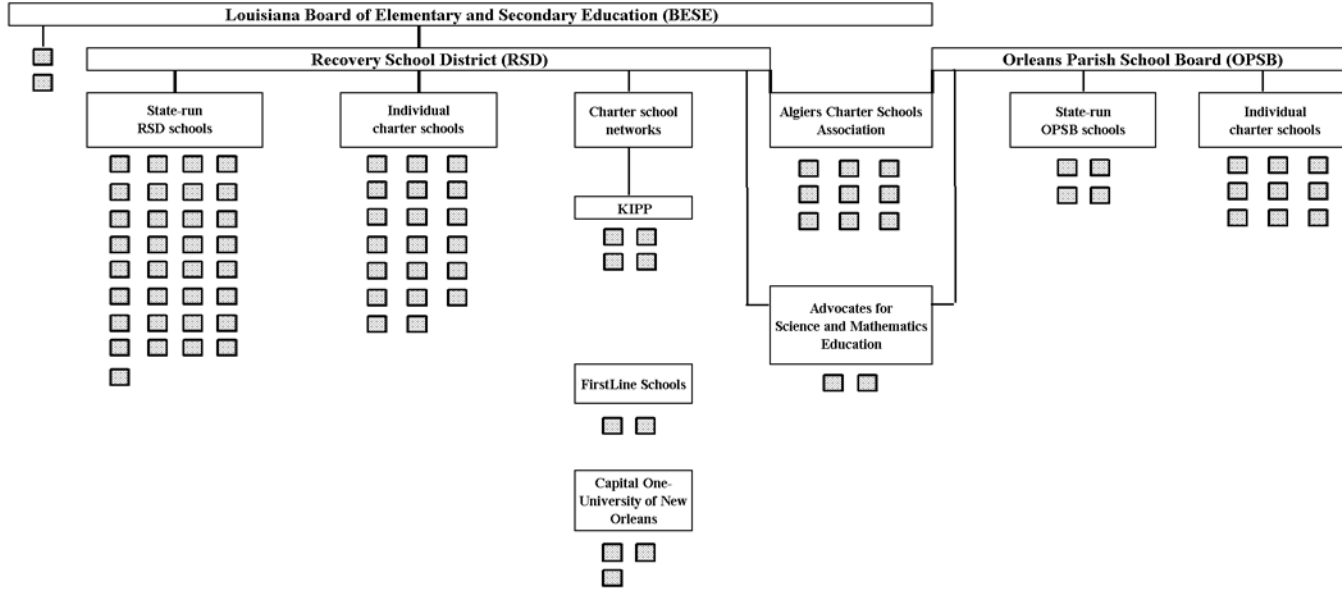 Louisiana Board of Elementary and Secondary Education (BESE)
Recovery School District (RSD)
Orleans Parish School Board (OPSB)
State-run
RSD schools
Individual
charter schools
Charter school
networks
Algiers Charter Schools
Association
State-run
OPSB schools
Individual
charter schools
KIPP
Advocates for
Science and Mathematics
Education
FirstLine Schools
Capital One-
University of New
Orleans